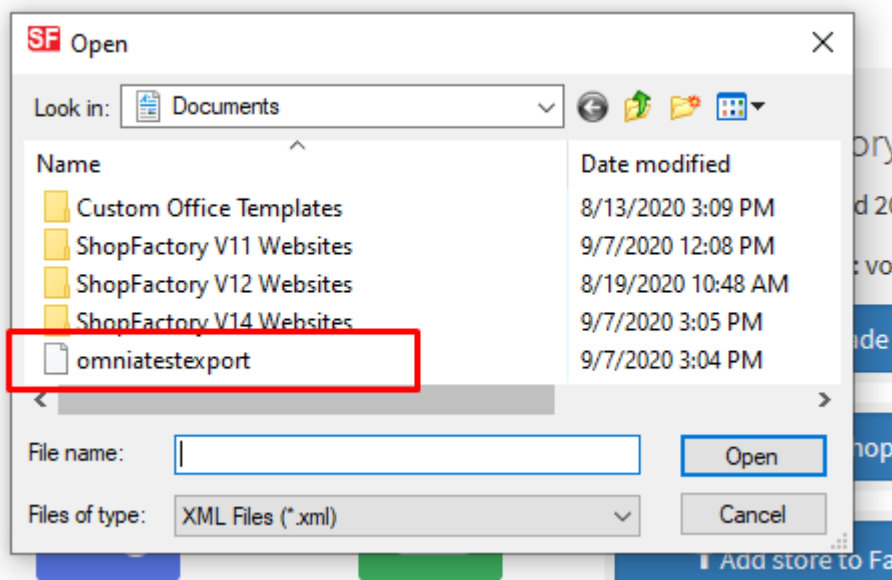 SF Open
Look in: Documents
Name Date modified
Custom Office Templates 8/13/2020 3:09 PM
ShopFactory V11 Websites 9/7/2020 12:08 PM
ShopFactory V12 Websites 8/19/2020 10:48 AM
ShopFactory V14 Websites 9/7/2020 3:05 PM
omniatestexport 9/7/2020 3:04 PM
File name: Open
Files of type: XML Files (*.xml) Cancel
Add store to Fa